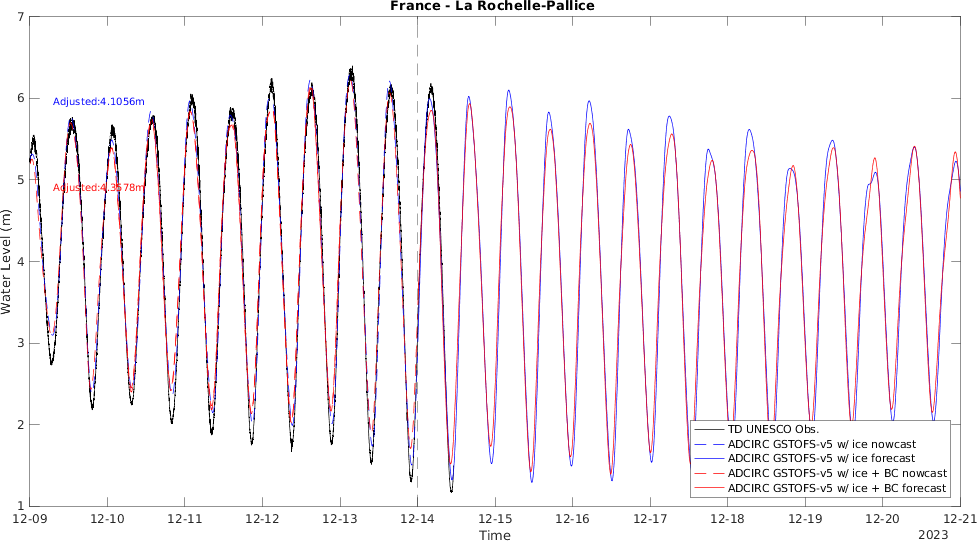 France - La Rochelle-Pallice
7
6
5
4
3
2
1
Water Level (m)
Adjusted:4.1056m
Adjusted:4.3578m
TD UNESCO Obs.
ADCIRC GSTOFS-v5 w/ ice nowcast
ADCIRC GSTOFS-v5 w/ ice forecast
ADCIRC GSTOFS-v5 w/ ice + BC nowcast
ADCIRC GSTOFS-v5 w/ ice + BC forecast
12-09 12-10 12-11 12-12 12-13 12-14 12-15 12-16 12-17 12-18 12-19 12-20 12-21
Time
2023